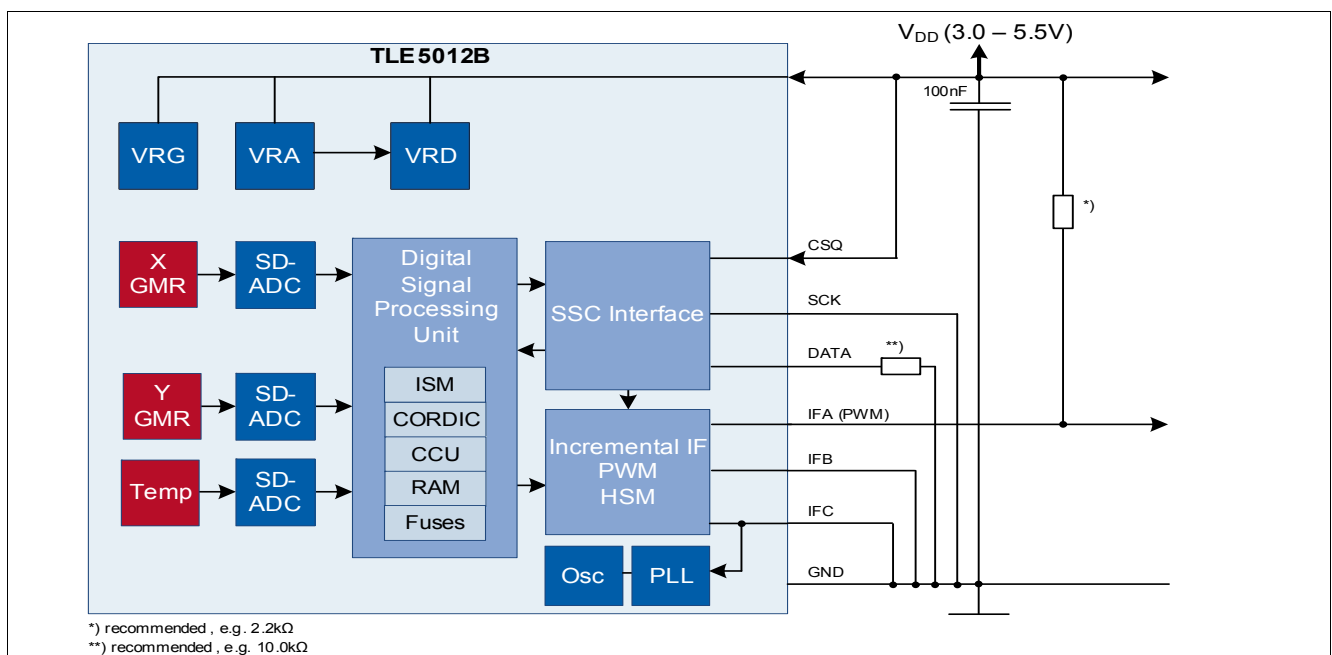 V_DD (3.0 – 5.5V)
TLE5012B
100nF
VRG
VRA
VRD
*)
CSQ
X
GMR
SD-
ADC
Digital
Signal
Processing
Unit
SSC Interface
SCK
DATA
**)
ISM
CORDIC
CCU
RAM
Fuses
Y
GMR
SD-
ADC
IFA (PWM)
Incremental IF
PWM
HSM
IFB
Temp
SD-
ADC
IFC
Osc
PLL
GND
*) recommended , e.g. 2.2kΩ
**) recommended , e.g. 10.0kΩ